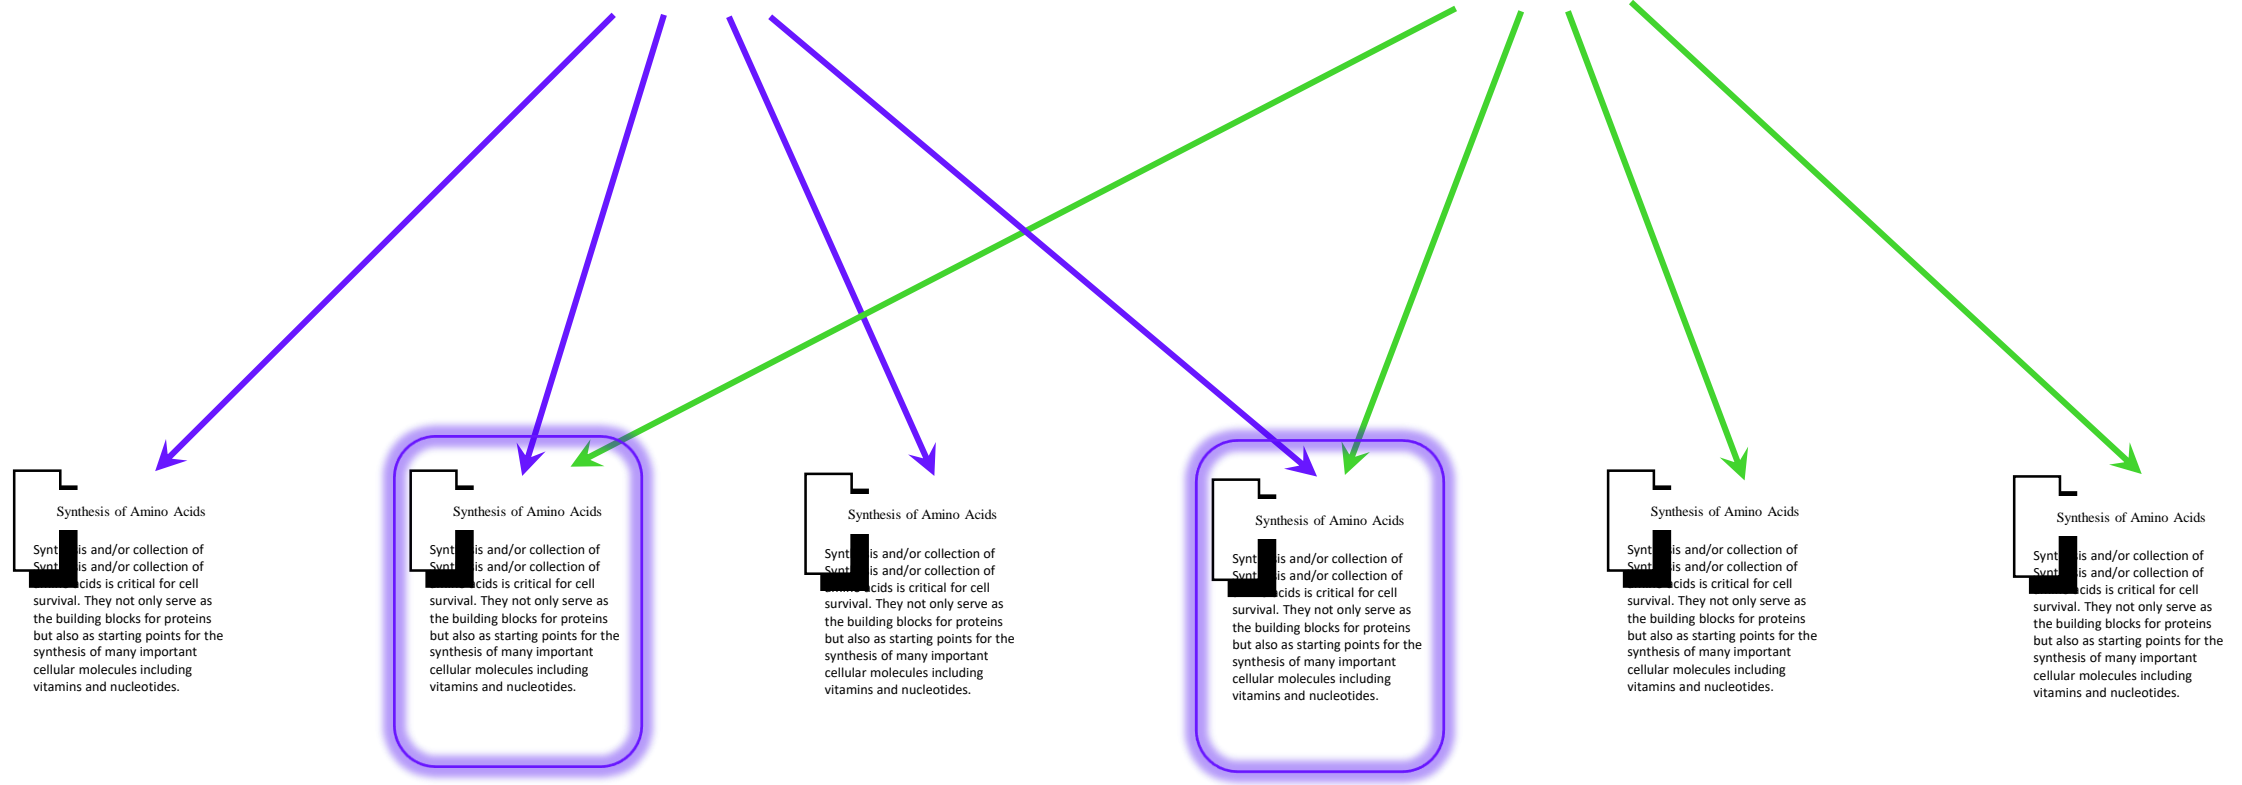 Synthesis of Amino Acids
Synthesis and/or collection of
Synthesis and/or collection of
acids is critical for cell
survival. They not only serve as
the building blocks for proteins
but also as starting points for the
synthesis of many important
cellular molecules including
vitamins and nucleotides.
Synthesis of Amino Acids
Synthesis and/or collection of
Synthesis and/or collection of
acids is critical for cell
survival. They not only serve as
the building blocks for proteins
but also as starting points for the
synthesis of many important
cellular molecules including
vitamins and nucleotides.
Synthesis of Amino Acids
Synthesis and/or collection of
Synthesis and/or collection of
amino acids is critical for cell
survival. They not only serve as
the building blocks for proteins
but also as starting points for the
synthesis of many important
cellular molecules including
vitamins and nucleotides.
Synthesis of Amino Acids
Synthesis and/or collection of
Synthesis and/or collection of
acids is critical for cell
survival. They not only serve as
the building blocks for proteins
but also as starting points for the
synthesis of many important
cellular molecules including
vitamins and nucleotides.
Synthesis of Amino Acids
Synthesis and/or collection of
Synthesis and/or collection of
acids is critical for cell
survival. They not only serve as
the building blocks for proteins
but also as starting points for the
synthesis of many important
cellular molecules including
vitamins and nucleotides.
Synthesis of Amino Acids
Synthesis and/or collection of
Synthesis and/or collection of
acids is critical for cell
survival. They not only serve as
the building blocks for proteins
but also as starting points for the
synthesis of many important
cellular molecules including
vitamins and nucleotides.